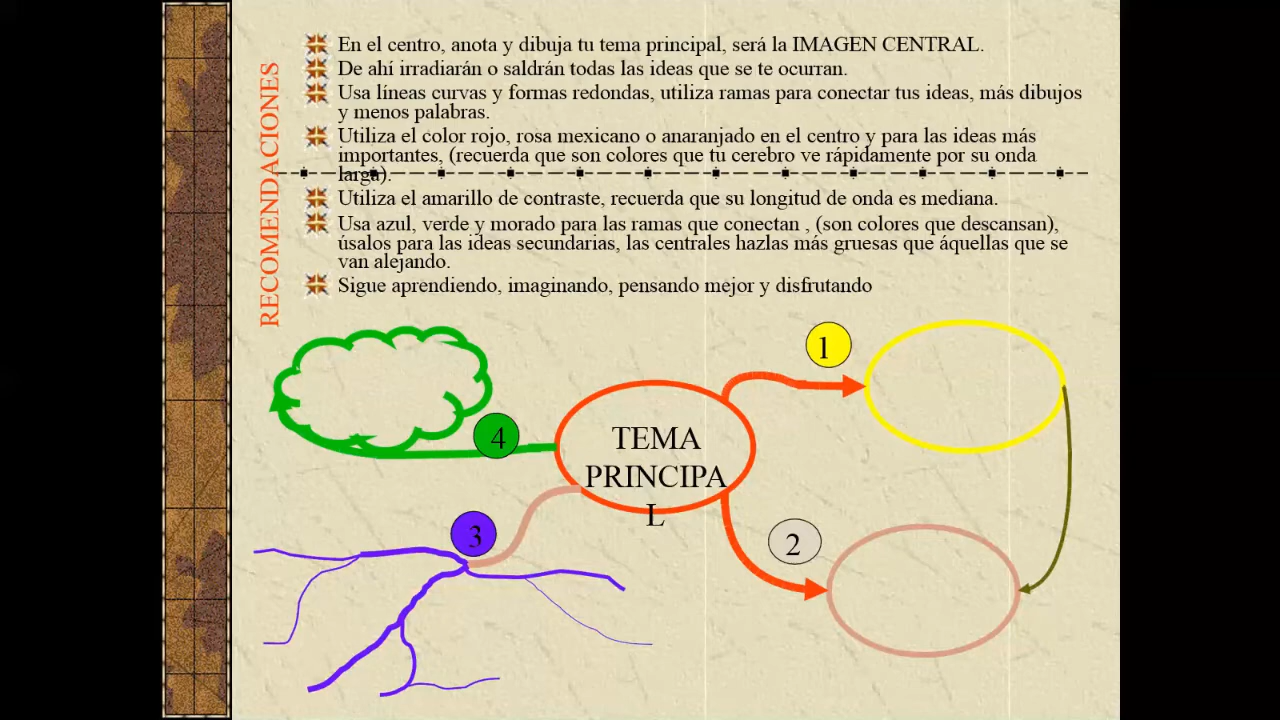 RECOMENDACIONES
En el centro, anota y dibuja tu tema principal, será la IMAGEN CENTRAL.
De ahí irradiarán o saldrán todas las ideas que se te ocurran.
Usa líneas curvas y formas redondas, utiliza ramas para conectar tus ideas, más dibujos
y menos palabras.
Utiliza el color rojo, rosa mexicano o anaranjado en el centro y para las ideas más
importantes, (recuerda que son colores que tu cerebro ve rápidamente por su onda
larga).
Utiliza el amarillo de contraste, recuerda que su longitud de onda es mediana.
Usa azul, verde y morado para las ramas que conectan , (son colores que descansan),
úsalos para las ideas secundarias, las centrales hazlas más gruesas que áquellas que se
van alejando.
Sigue aprendiendo, imaginando, pensando mejor y disfrutando
1
4
TEMA
PRINCIPA
L
3
2